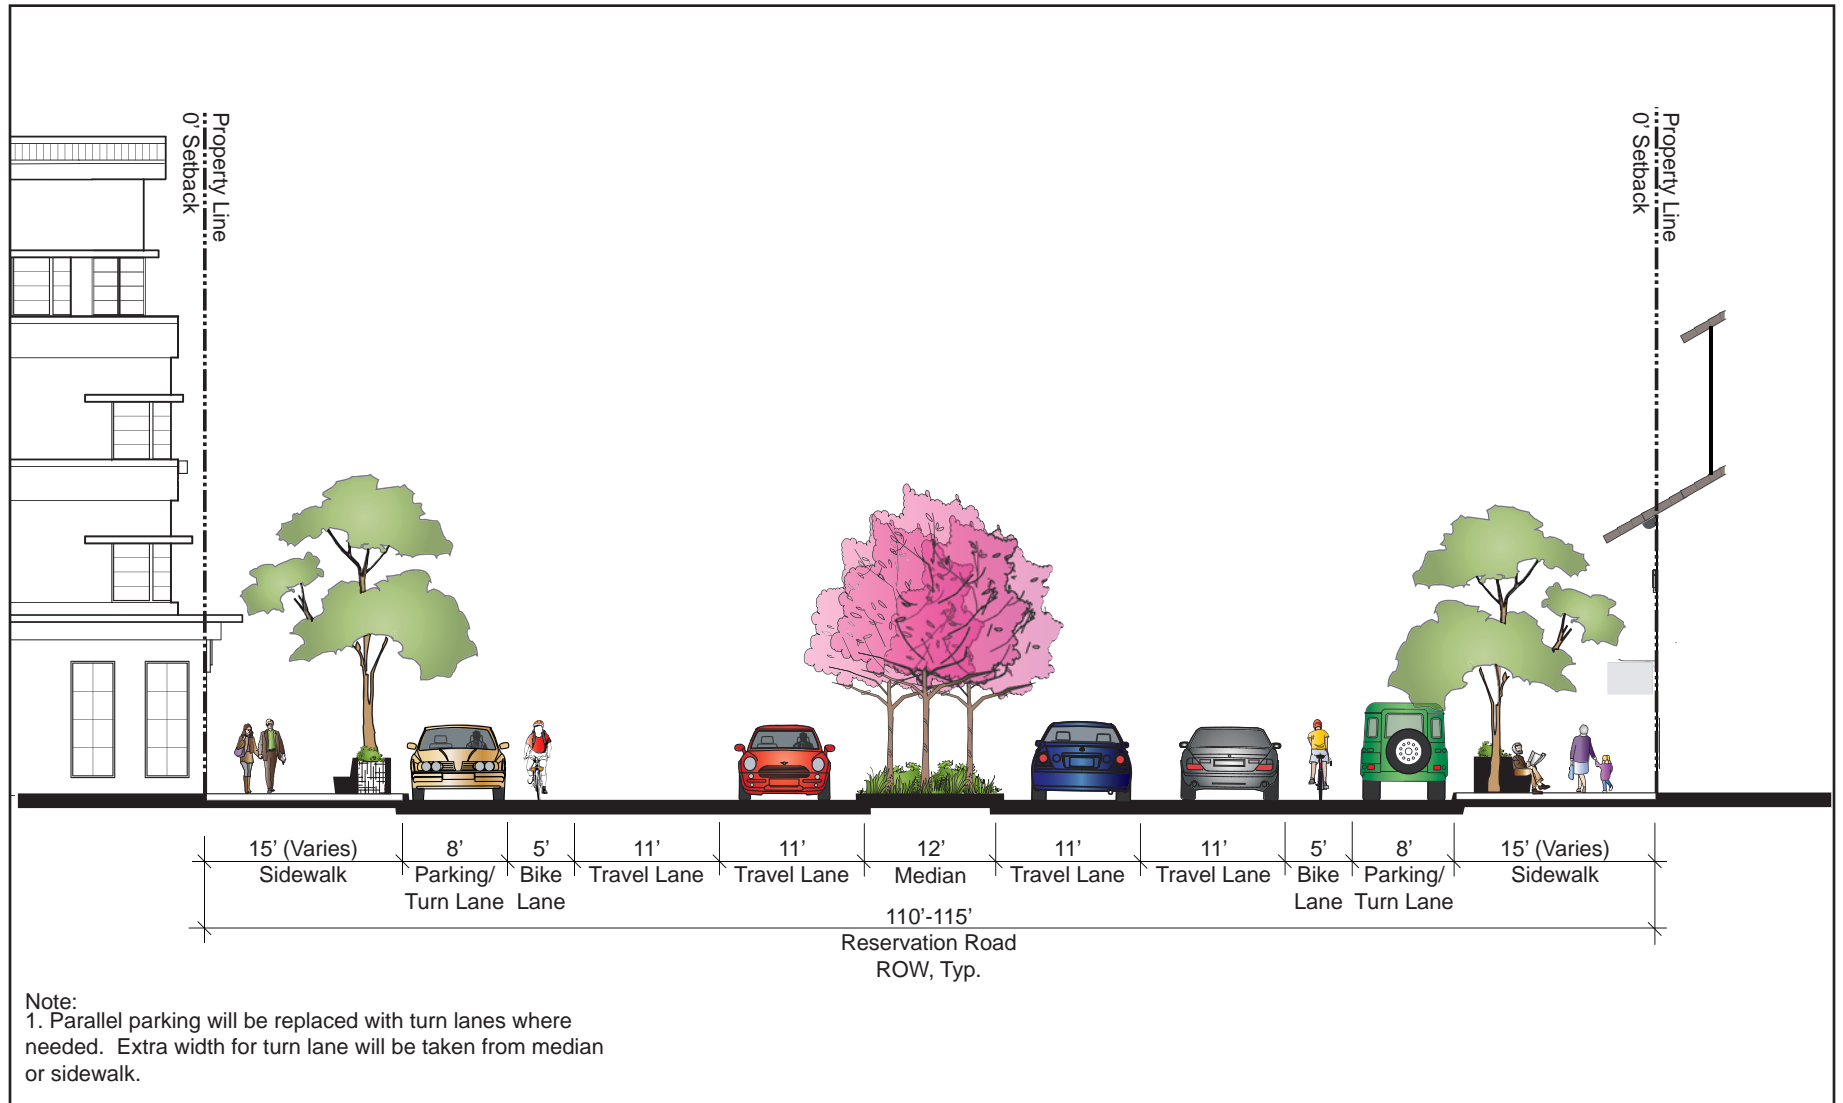 Property Line
0' Setback
Property Line
0' Setback
15' (Varies)
Sidewalk
8'
Parking/
Turn Lane
5'
Bike
Lane
11'
Travel Lane
11'
Travel Lane
12'
Median
11'
Travel Lane
11'
Travel Lane
5'
Bike
Lane
8'
Parking/
Turn Lane
15' (Varies)
Sidewalk
110'-115'
Reservation Road
ROW, Typ.
Note:
1. Parallel parking will be replaced with turn lanes where
needed.  Extra width for turn lane will be taken from median
or sidewalk.